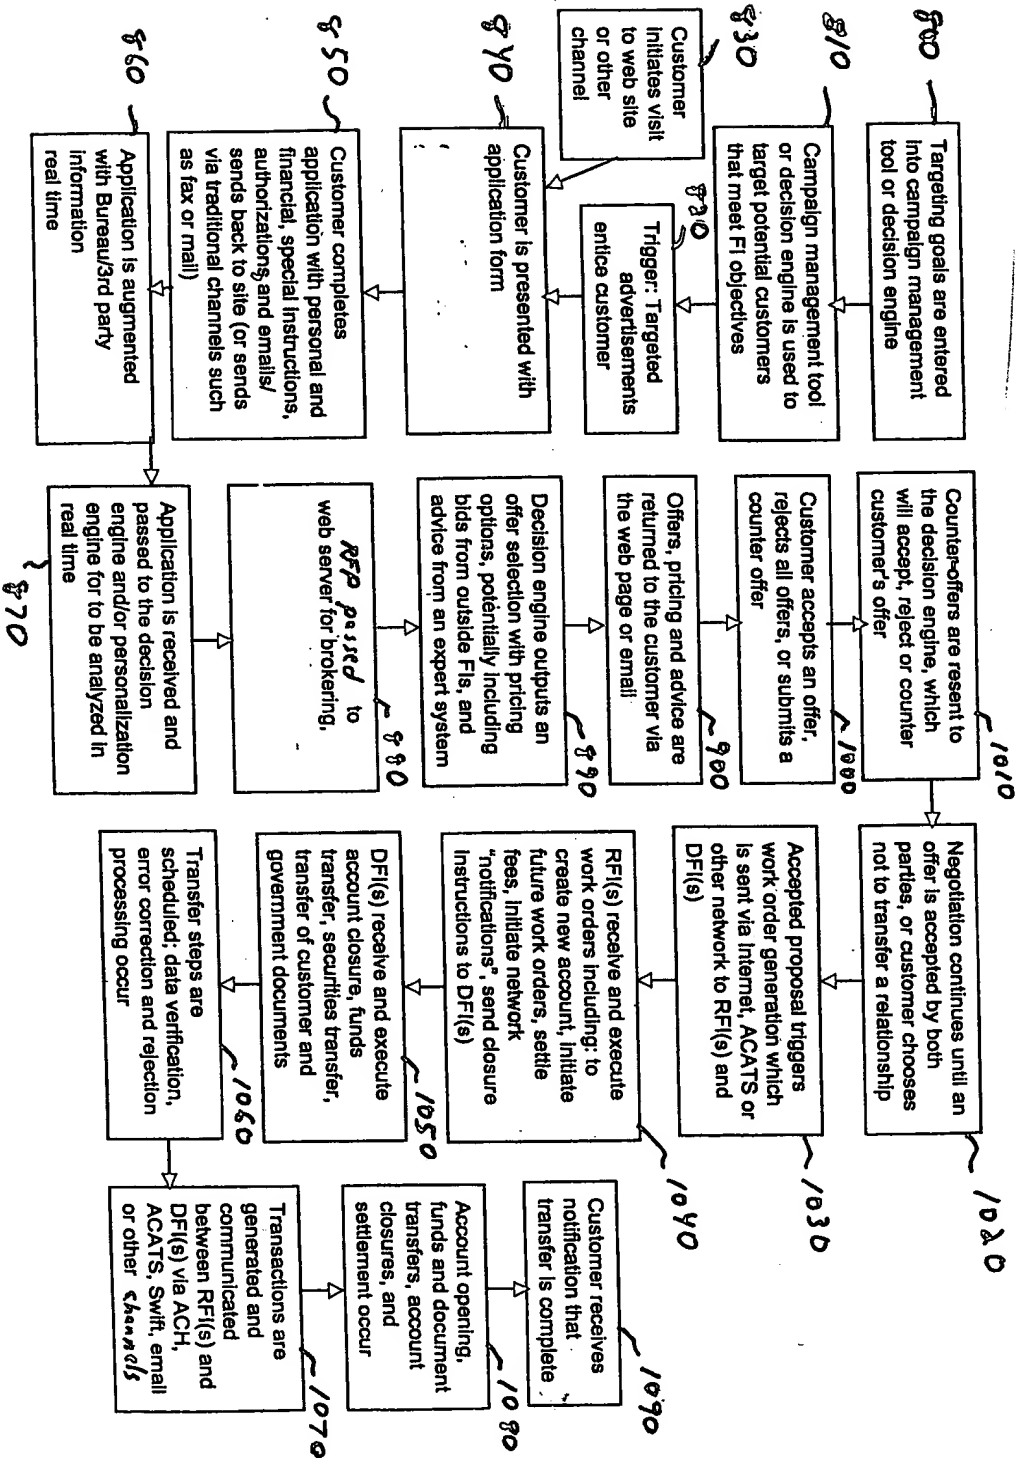 800
Targeting goals are entered
into campaign management
tool or decision engine
810
Campaign management tool
or decision engine is used to
target potential customers
that meet FI objectives
830
Customer
initiates visit
to web site
or other
channel
820
Trigger: Targeted
advertisements
entice customer
840
Customer is presented with
application form
850
Customer completes
application with personal and
financial, special instructions,
authorizations, and emails/
sends back to site (or sends
via traditional channels such
as fax or mail)
860
Application is augmented
with Bureau/3rd party
information
real time
Application is received and
passed to the decision
engine and/or personalization
engine for to be analyzed in
real time
870
RFP passed to
web server for brokering,
880
Decision engine outputs an
offer selection with pricing
options, potentially including
bids from outside FIs, and
advice from an expert system
890
Offers, pricing and advice are
returned to the customer via
the web page or email
900
Customer accepts an offer,
rejects all offers, or submits a
counter offer
1000
Counter-offers are resent to
the decision engine, which
will accept, reject or counter
customer's offer
1010
Negotiation continues until an
offer is accepted by both
parties, or customer chooses
not to transfer a relationship
1020
Accepted proposal triggers
work order generation which
is sent via Internet, ACATS or
other network to RFI(s) and
DFI(s)
1030
RFI(s) receive and execute
work orders including: to
create new account, initiate
future work orders, settle
fees, initiate network
"notifications", send closure
instructions to DFI(s)
1040
DFI(s) receive and execute
account closure, funds
transfer, securities transfer,
transfer of customer and
government documents
1050
Transfer steps are
scheduled; data verification,
error correction and rejection
processing occur
1060
Transactions are
generated and
communicated
between RFI(s) and
DFI(s) via ACH,
ACATS, Swift, email
or other channels
1070
Account opening,
funds and document
transfers, account
closures, and
settlement occur
1080
Customer receives
notification that
transfer is complete
1090